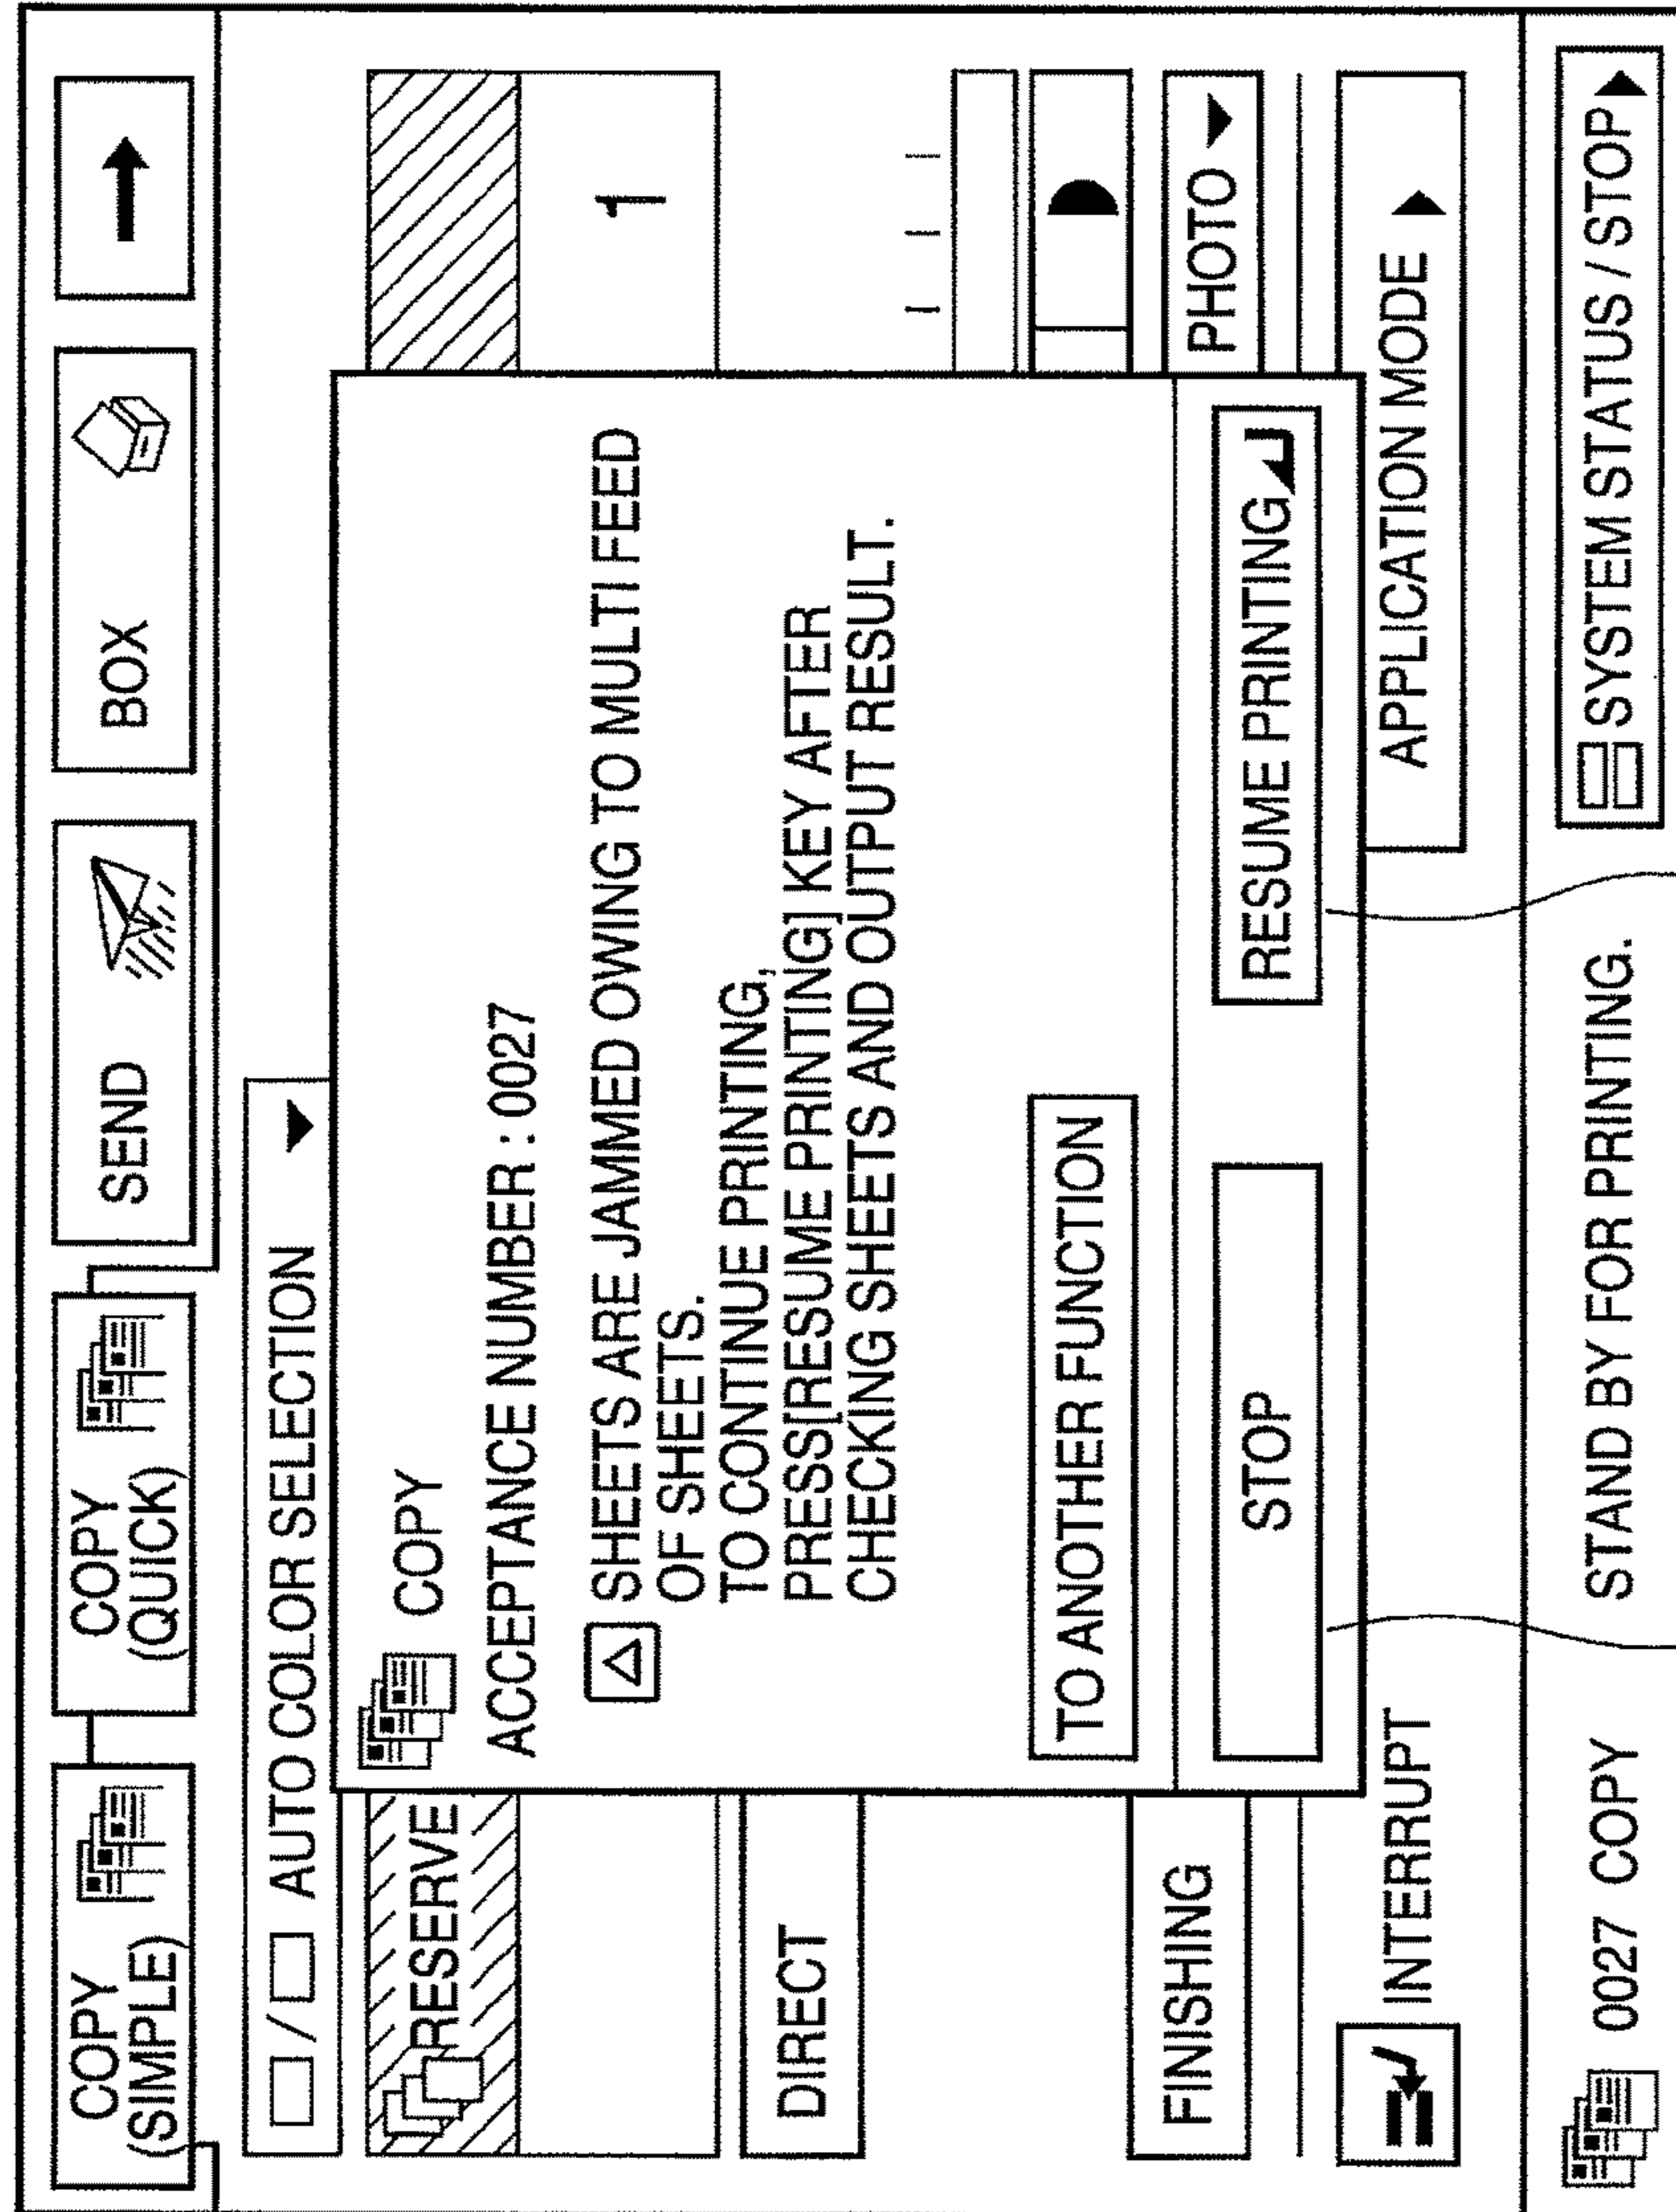 COPY
(SIMPLE)
COPY
(QUICK)
SEND
BOX
AUTO COLOR SELECTION
RESERVE
1
DIRECT
FINISHING
COPY
ACCEPTANCE NUMBER : 0027
SHEETS ARE JAMMED OWING TO MULTI FEED
OF SHEETS.
TO CONTINUE PRINTING,
PRESS[RESUME PRINTING] KEY AFTER
CHECKING SHEETS AND OUTPUT RESULT.
TO ANOTHER FUNCTION
STOP
RESUME PRINTING
PHOTO
INTERRUPT
APPLICATION MODE
0027 COPY STAND BY FOR PRINTING.
SYSTEM STATUS / STOP